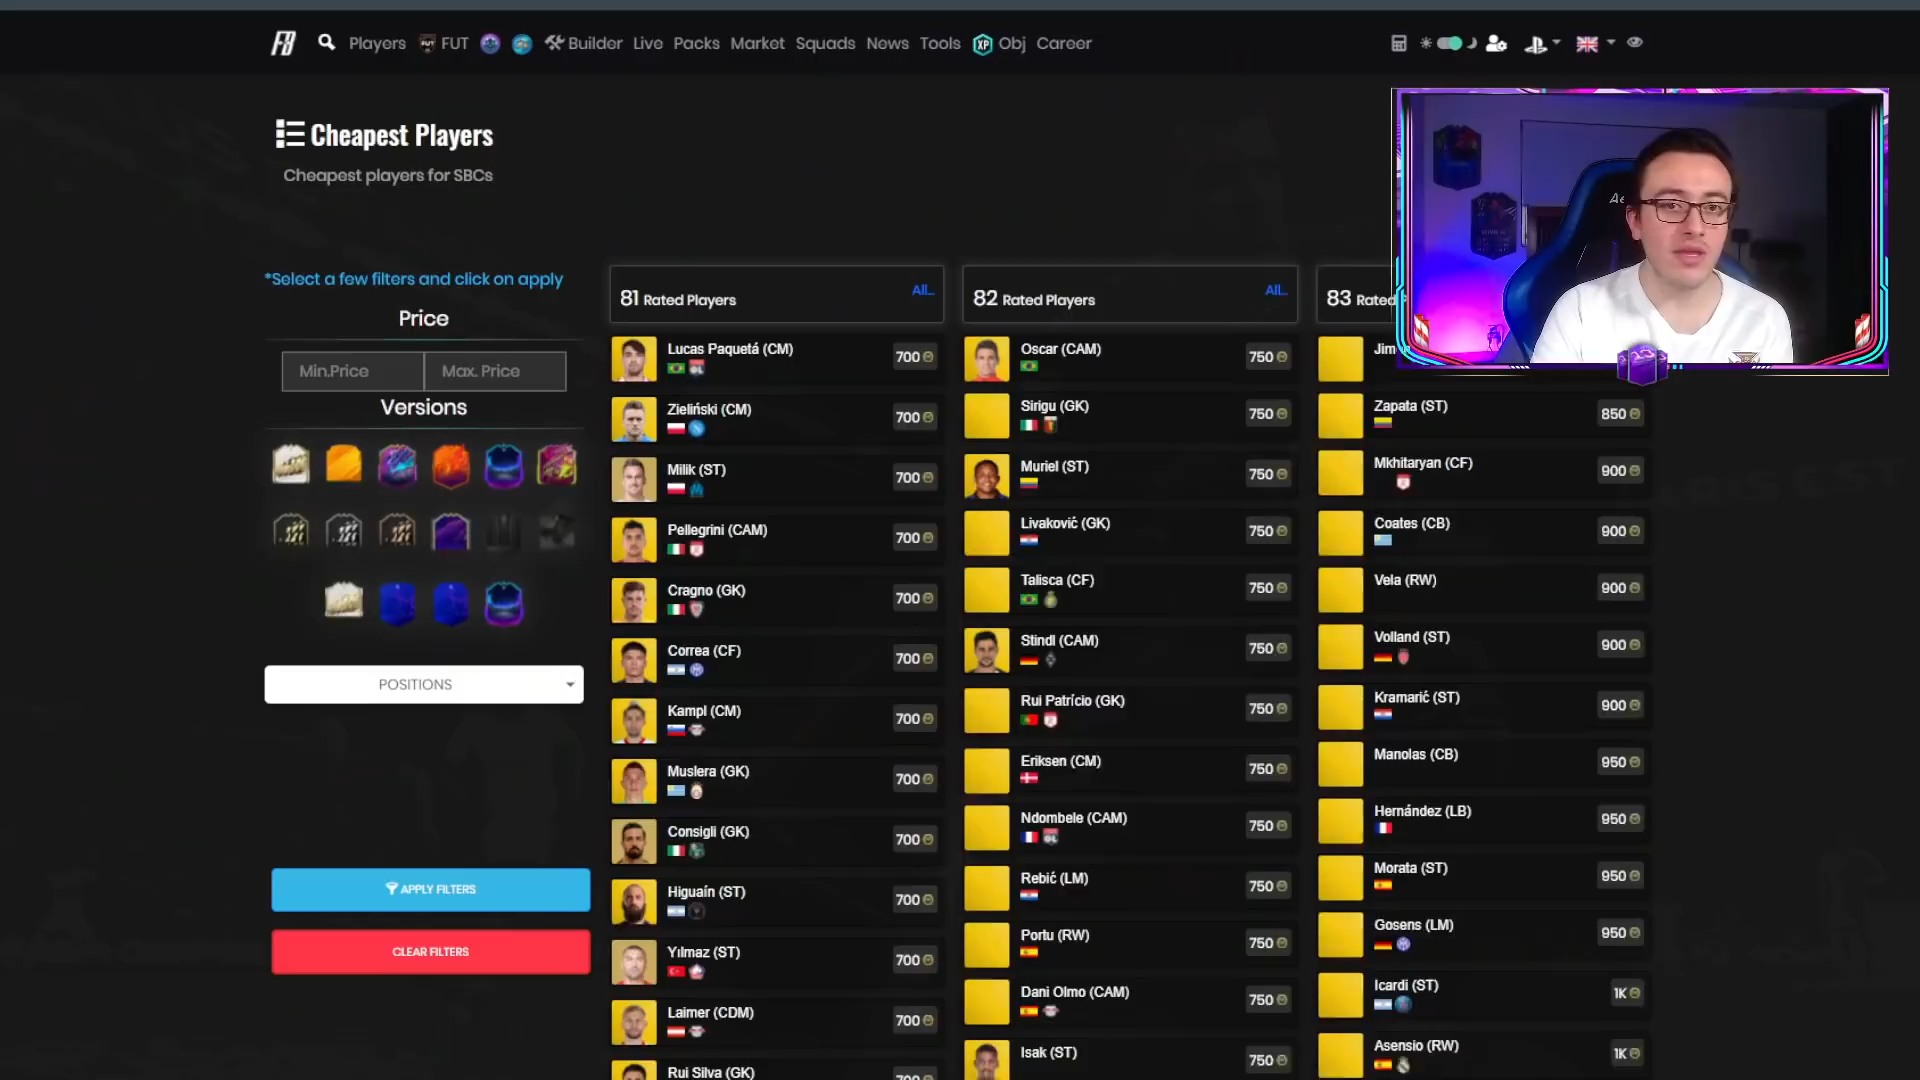 Players
FUT
Builder
Live
Packs
Market
Squads
News
Tools
XP
Obj
Career
Cheapest Players
Cheapest players for SBCs
*Select a few filters and click on apply
Price
Min.Price
Max. Price
Versions
POSITIONS
APPLY FILTERS
CLEAR FILTERS
81 Rated Players
All...
Lucas Paquetá (CM)
700
Zieliński (CM)
700
Milik (ST)
700
Pellegrini (CAM)
700
Cragno (GK)
700
Correa (CF)
700
Kampl (CM)
700
Muslera (GK)
700
Consigli (GK)
700
Higuaín (ST)
700
Yılmaz (ST)
700
Laimer (CDM)
700
Rui Silva (GK)
700
82 Rated Players
All...
Oscar (CAM)
750
Sirigu (GK)
750
Muriel (ST)
750
Livaković (GK)
750
Talisca (CF)
750
Stindl (CAM)
750
Rui Patrício (GK)
750
Eriksen (CM)
750
Ndombele (CAM)
750
Rebić (LM)
750
Portu (RW)
750
Dani Olmo (CAM)
750
Isak (ST)
750
83 Rated
Zapata (ST)
850
Mkhitaryan (CF)
900
Coates (CB)
900
Vela (RW)
900
Volland (ST)
900
Kramarić (ST)
900
Manolas (CB)
950
Hernández (LB)
950
Morata (ST)
950
Gosens (LM)
950
Icardi (ST)
1K
Asensio (RW)
1K